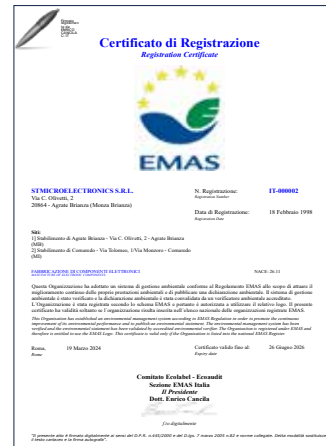 Certificato di Registrazione
Registration Certificate
EMAS
STMICROELECTRONICS S.R.L.
Via C. Olivetti, 2
20864 - Agrate Brianza (Monza Brianza)
N. Registrazione: IT-000002
Registration Number
Data di Registrazione: 18 Febbraio 1998
Registration Date
Siti:
1] Stabilimento di Agrate Brianza - Via C. Olivetti, 2 - Agrate Brianza
(MB)
2] Stabilimento di Cornaredo - Via Tolomeo, 1/Via Monzoro - Cornaredo
(MI)
FABBRICAZIONE DI COMPONENTI ELETTRONICI NACE: 26.11
MANUFACTURE OF ELECTRONIC COMPONENTS
Questa Organizzazione ha adottato un sistema di gestione ambientale conforme al Regolamento EMAS allo scopo di attuare il
miglioramento continuo delle proprie prestazioni ambientali e di pubblicare una dichiarazione ambientale. Il sistema di gestione
ambientale è stato verificato e la dichiarazione ambientale è stata convalidata da un verificatore ambientale accreditato.
L'Organizzazione è stata registrata secondo lo schema EMAS e pertanto è autorizzata a utilizzare il relativo logo. Il presente
certificato ha validità soltanto se l'organizzazione risulta inserita nell'elenco nazionale delle organizzazioni registrate EMAS.
This Organisation has established an environmental management system according to EMAS Regulation in order to promote the continuous
improvement of its environmental performance and to publish an environmental statement. The environmental management system has been
verified and the environmental statement has been validated by accredited environmental verifier. The Organization is registered under EMAS and
therefore is entitled to use the EMAS Logo. This certificate is valid only if the Organization is listed into the national EMAS Register.
Roma, 19 Marzo 2024
Rome
Certificato valido fino al: 26 Giugno 2026
Expiry date
Comitato Ecolabel - Ecoaudit
Sezione EMAS Italia
Il Presidente
Dott. Enrico Cancila
f.to digitalmente